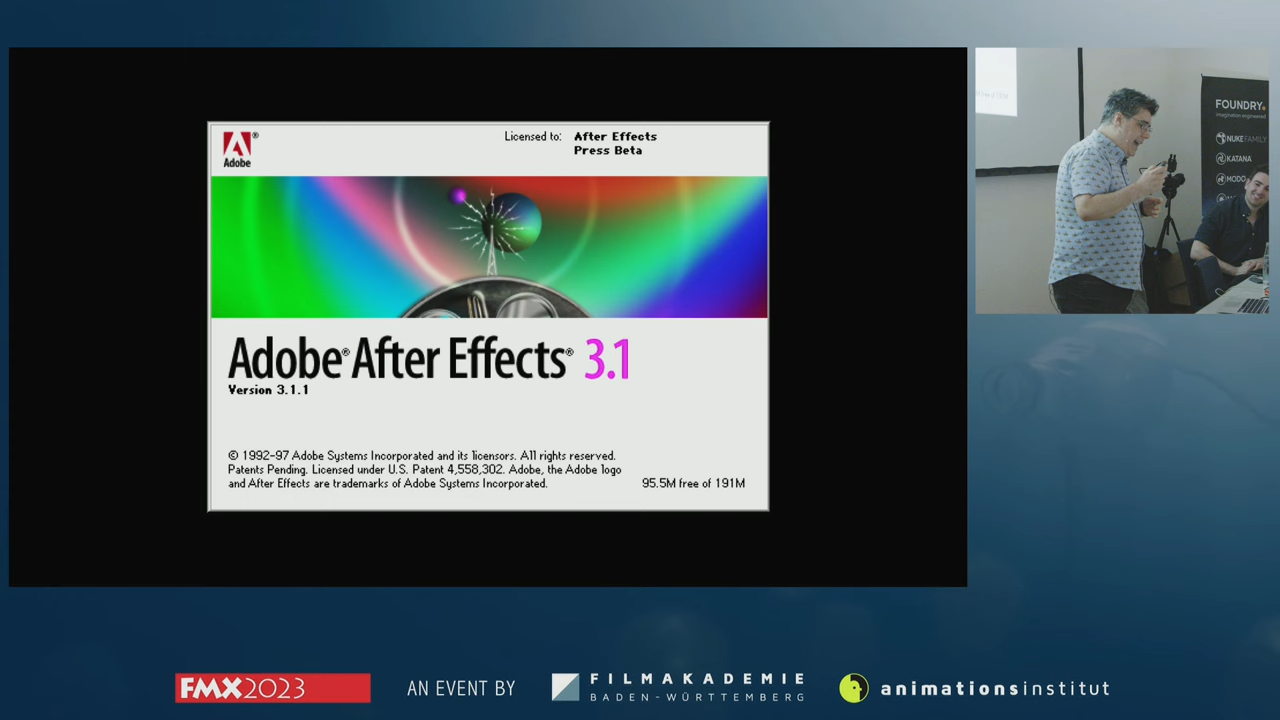 Adobe
Licensed to: After Effects
Press Beta
Adobe® After Effects® 3.1
Version 3.1.1
© 1992-97 Adobe Systems Incorporated and its licensors. All rights reserved.
Patents Pending. Licensed under U.S. Patent 4,558,302. Adobe, the Adobe logo
and After Effects are trademarks of Adobe Systems Incorporated.
95.5M free of 191M
FOUNDRY.
imagination engineered
NUKE FAMILY
KATANA
MODO
FMX2023
AN EVENT BY
FILMAKADEMIE
BADEN-WÜRTTEMBERG
animationsinstitut